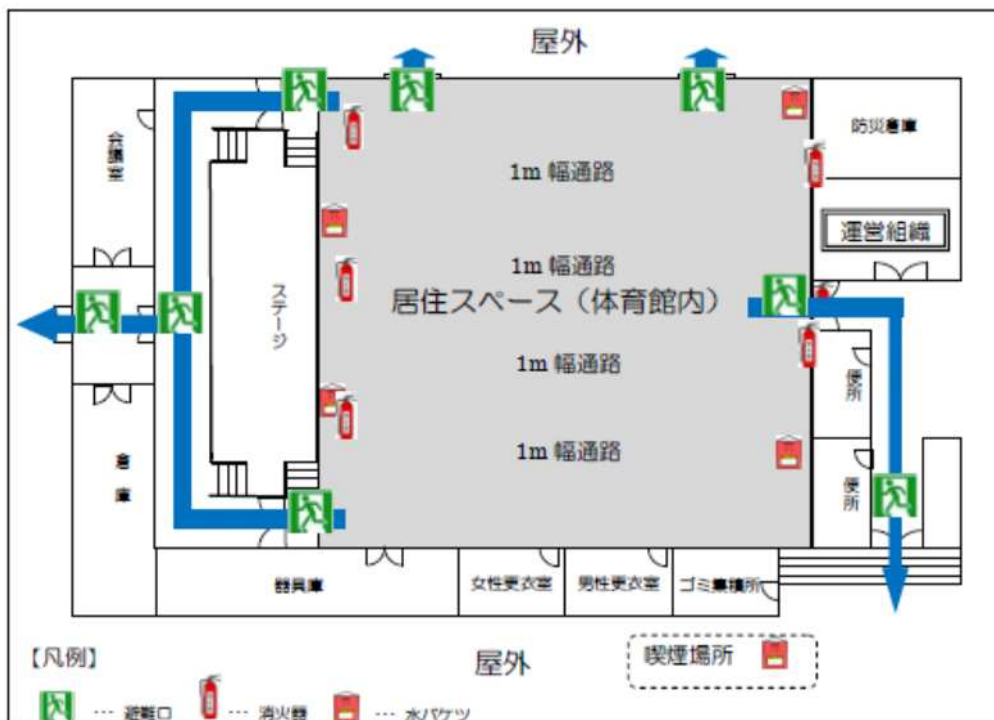 屋外
会議室
防災倉庫
1m 幅通路
運営組織
1m 幅通路
居住スペース（体育館内）
ステージ
1m 幅通路
便所
1m 幅通路
倉庫
便所
器具庫
女性更衣室
男性更衣室
ゴミ集積所
【凡例】
屋外
喫煙場所
… 避難口
… 消火器
… 水バケツ